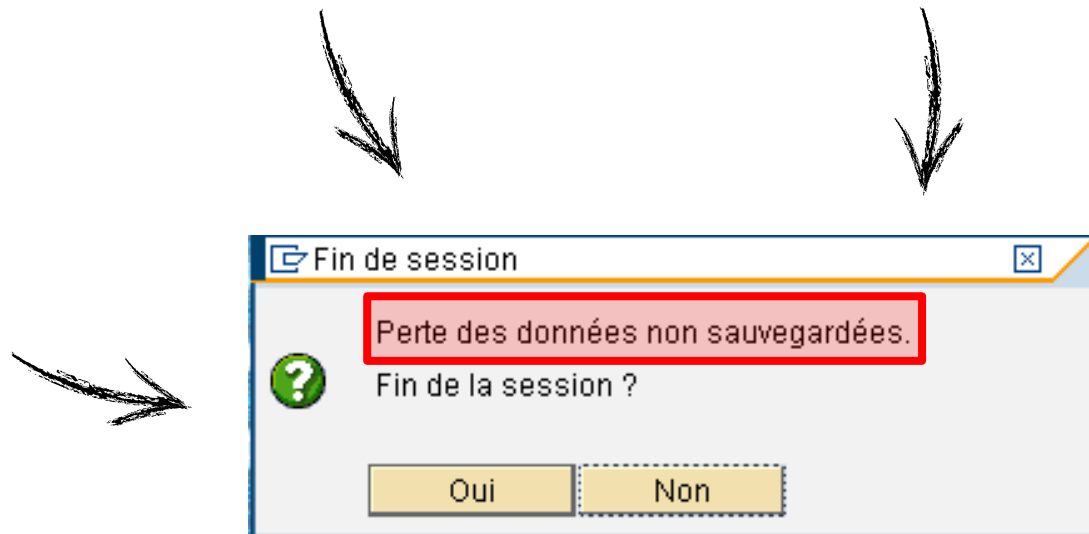 Fin de session
Perte des données non sauvegardées.
Fin de la session ?
Oui
Non